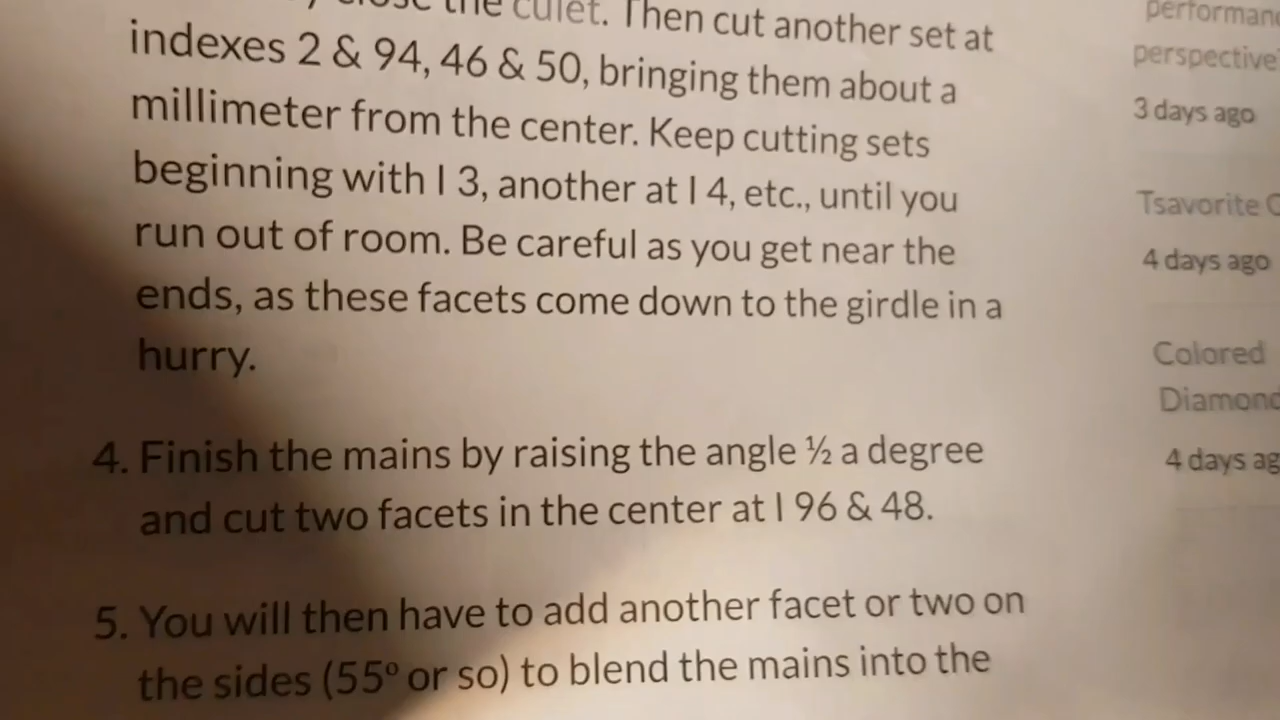 close the culet. Then cut another set at
indexes 2 & 94, 46 & 50, bringing them about a
millimeter from the center. Keep cutting sets
beginning with I 3, another at I 4, etc., until you
run out of room. Be careful as you get near the
ends, as these facets come down to the girdle in a
hurry.
4. Finish the mains by raising the angle ½ a degree
and cut two facets in the center at I 96 & 48.
5. You will then have to add another facet or two on
the sides (55º or so) to blend the mains into the
perspective
3 days ago
Tsavorite
4 days ago
Colored
4 days